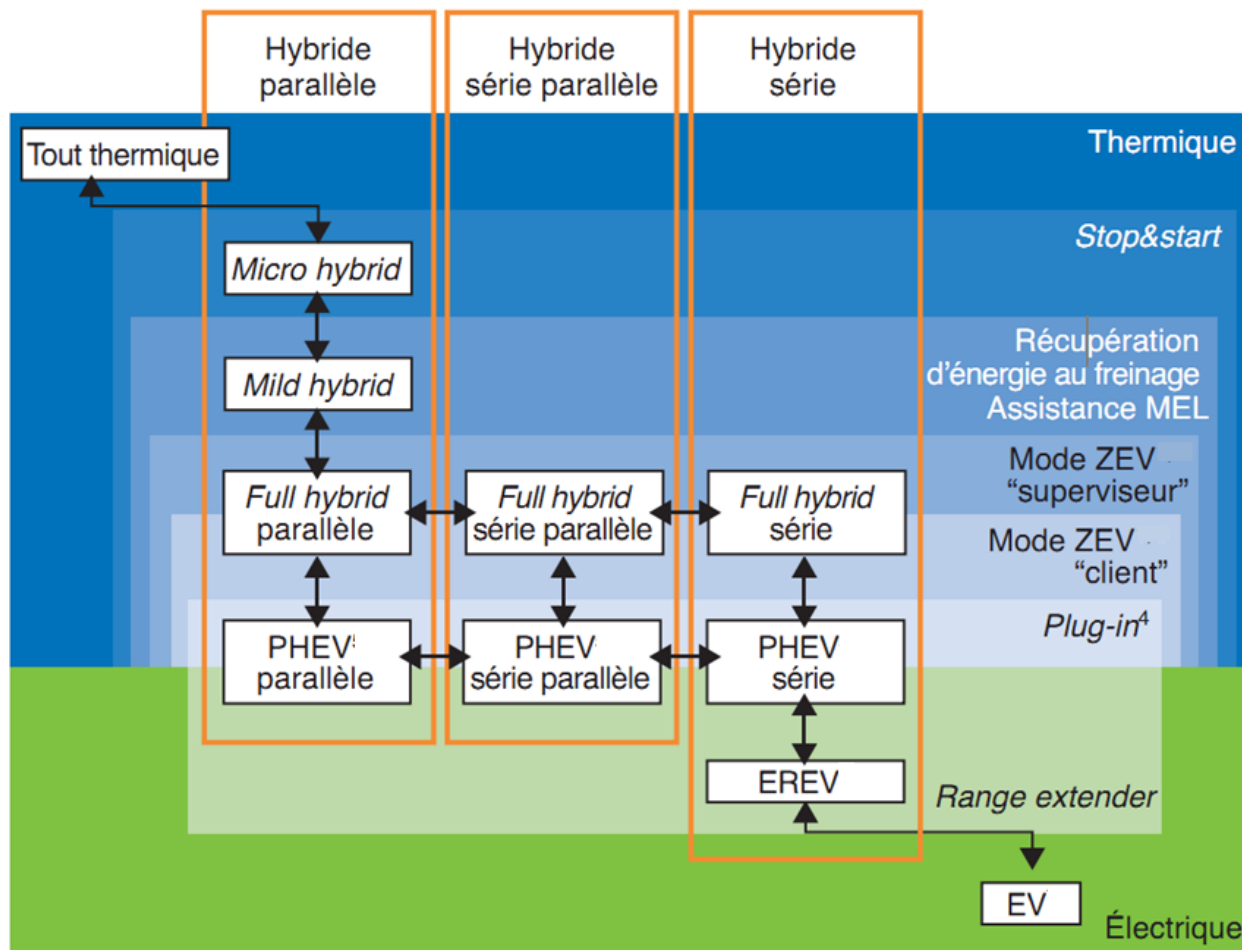 Hybride
parallèle
Hybride
série parallèle
Hybride
série
Thermique
Tout thermique
Stop&start
Micro hybrid
Récupération
d'énergie au freinage
Assistance MEL
Mild hybrid
Mode ZEV
“superviseur”
Full hybrid
parallèle
Full hybrid
série parallèle
Full hybrid
série
Mode ZEV
“client”
Plug-in⁴
PHEV
parallèle
PHEV
série parallèle
PHEV
série
EREV
Range extender
EV
Électrique